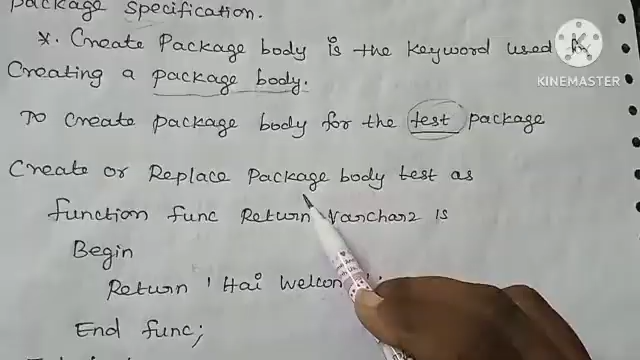 package specification.
*. Create Package body is the keyword used
Creating a package body.
To Create package body for the test package
Create or Replace Package body test as
function func Return Varchar2 is
Begin
Return 'Hai
End func;
KINEMASTER